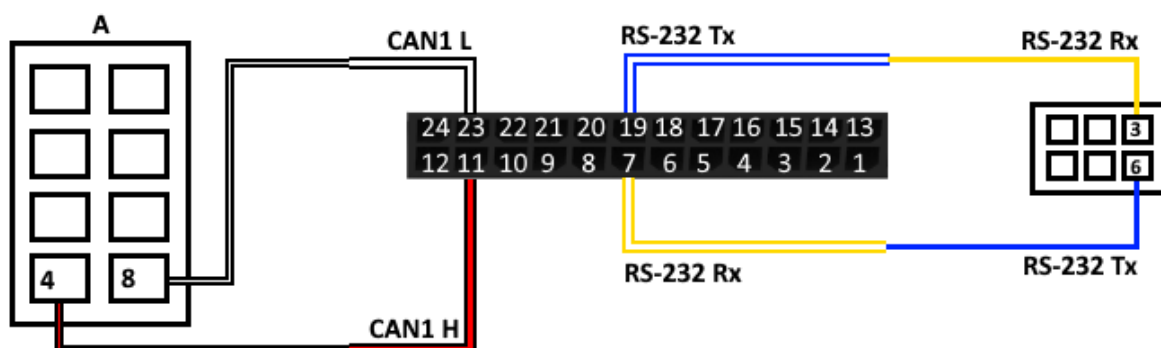 A
CAN1 L
RS-232 Tx
RS-232 Rx
24 23 22 21 20 19 18 17 16 15 14 13
12 11 10 9 8 7 6 5 4 3 2 1
3
6
4 8
RS-232 Rx
RS-232 Tx
CAN1 H